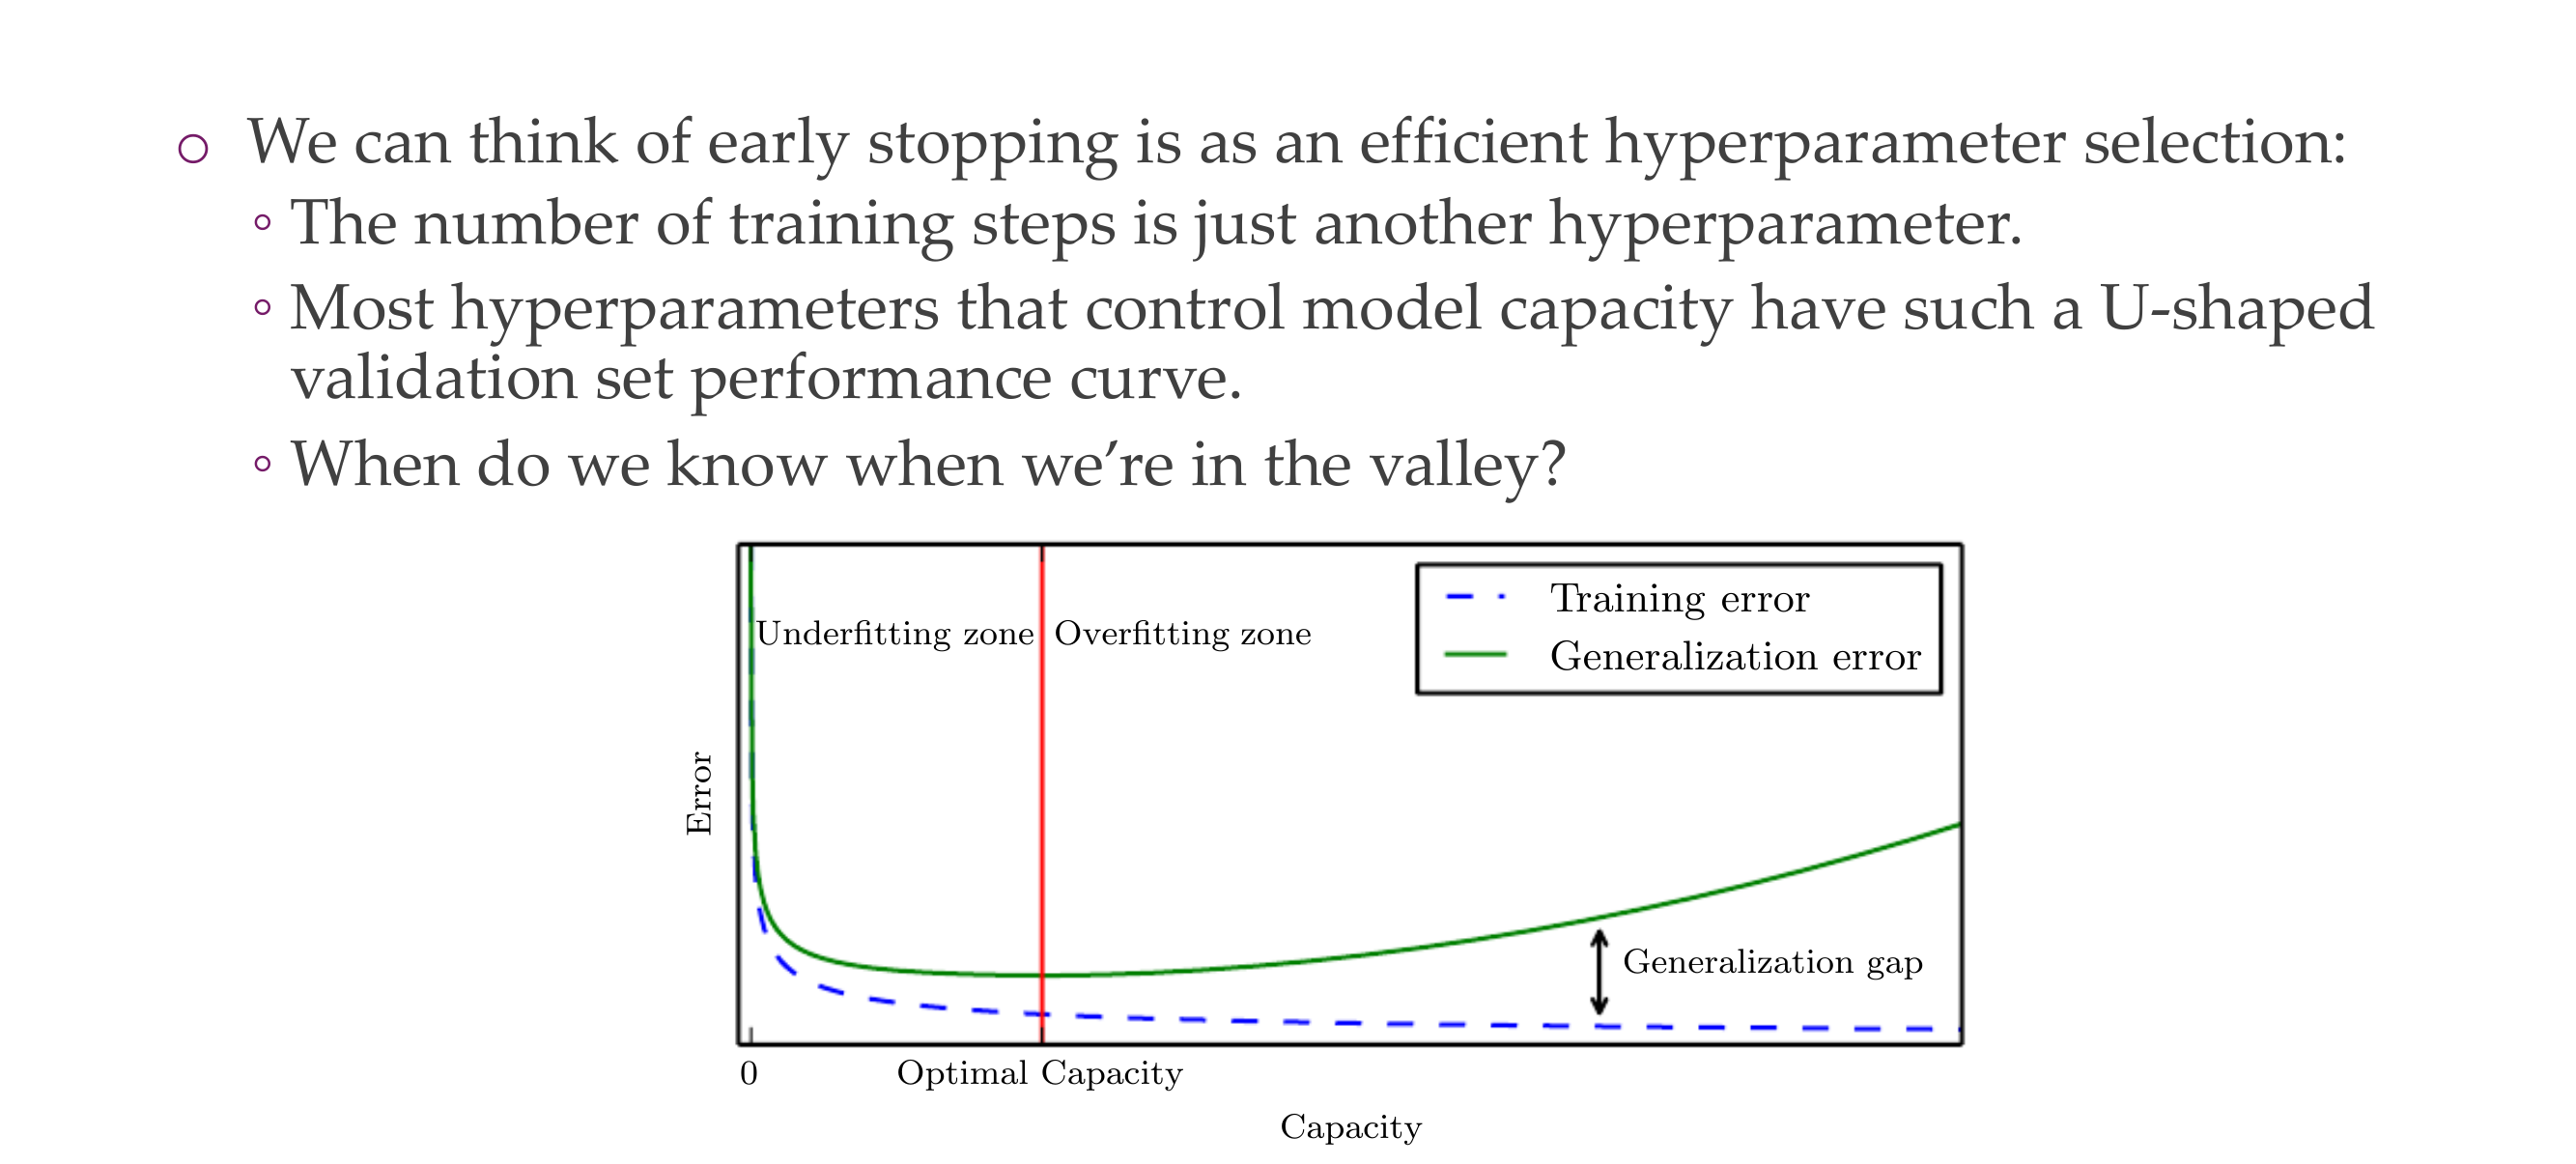 We can think of early stopping is as an efficient hyperparameter selection:
The number of training steps is just another hyperparameter.
Most hyperparameters that control model capacity have such a U-shaped
validation set performance curve.
When do we know when we’re in the valley?
Training error
Underfitting zone
Overfitting zone
Generalization error
Error
Generalization gap
0
Optimal Capacity
Capacity